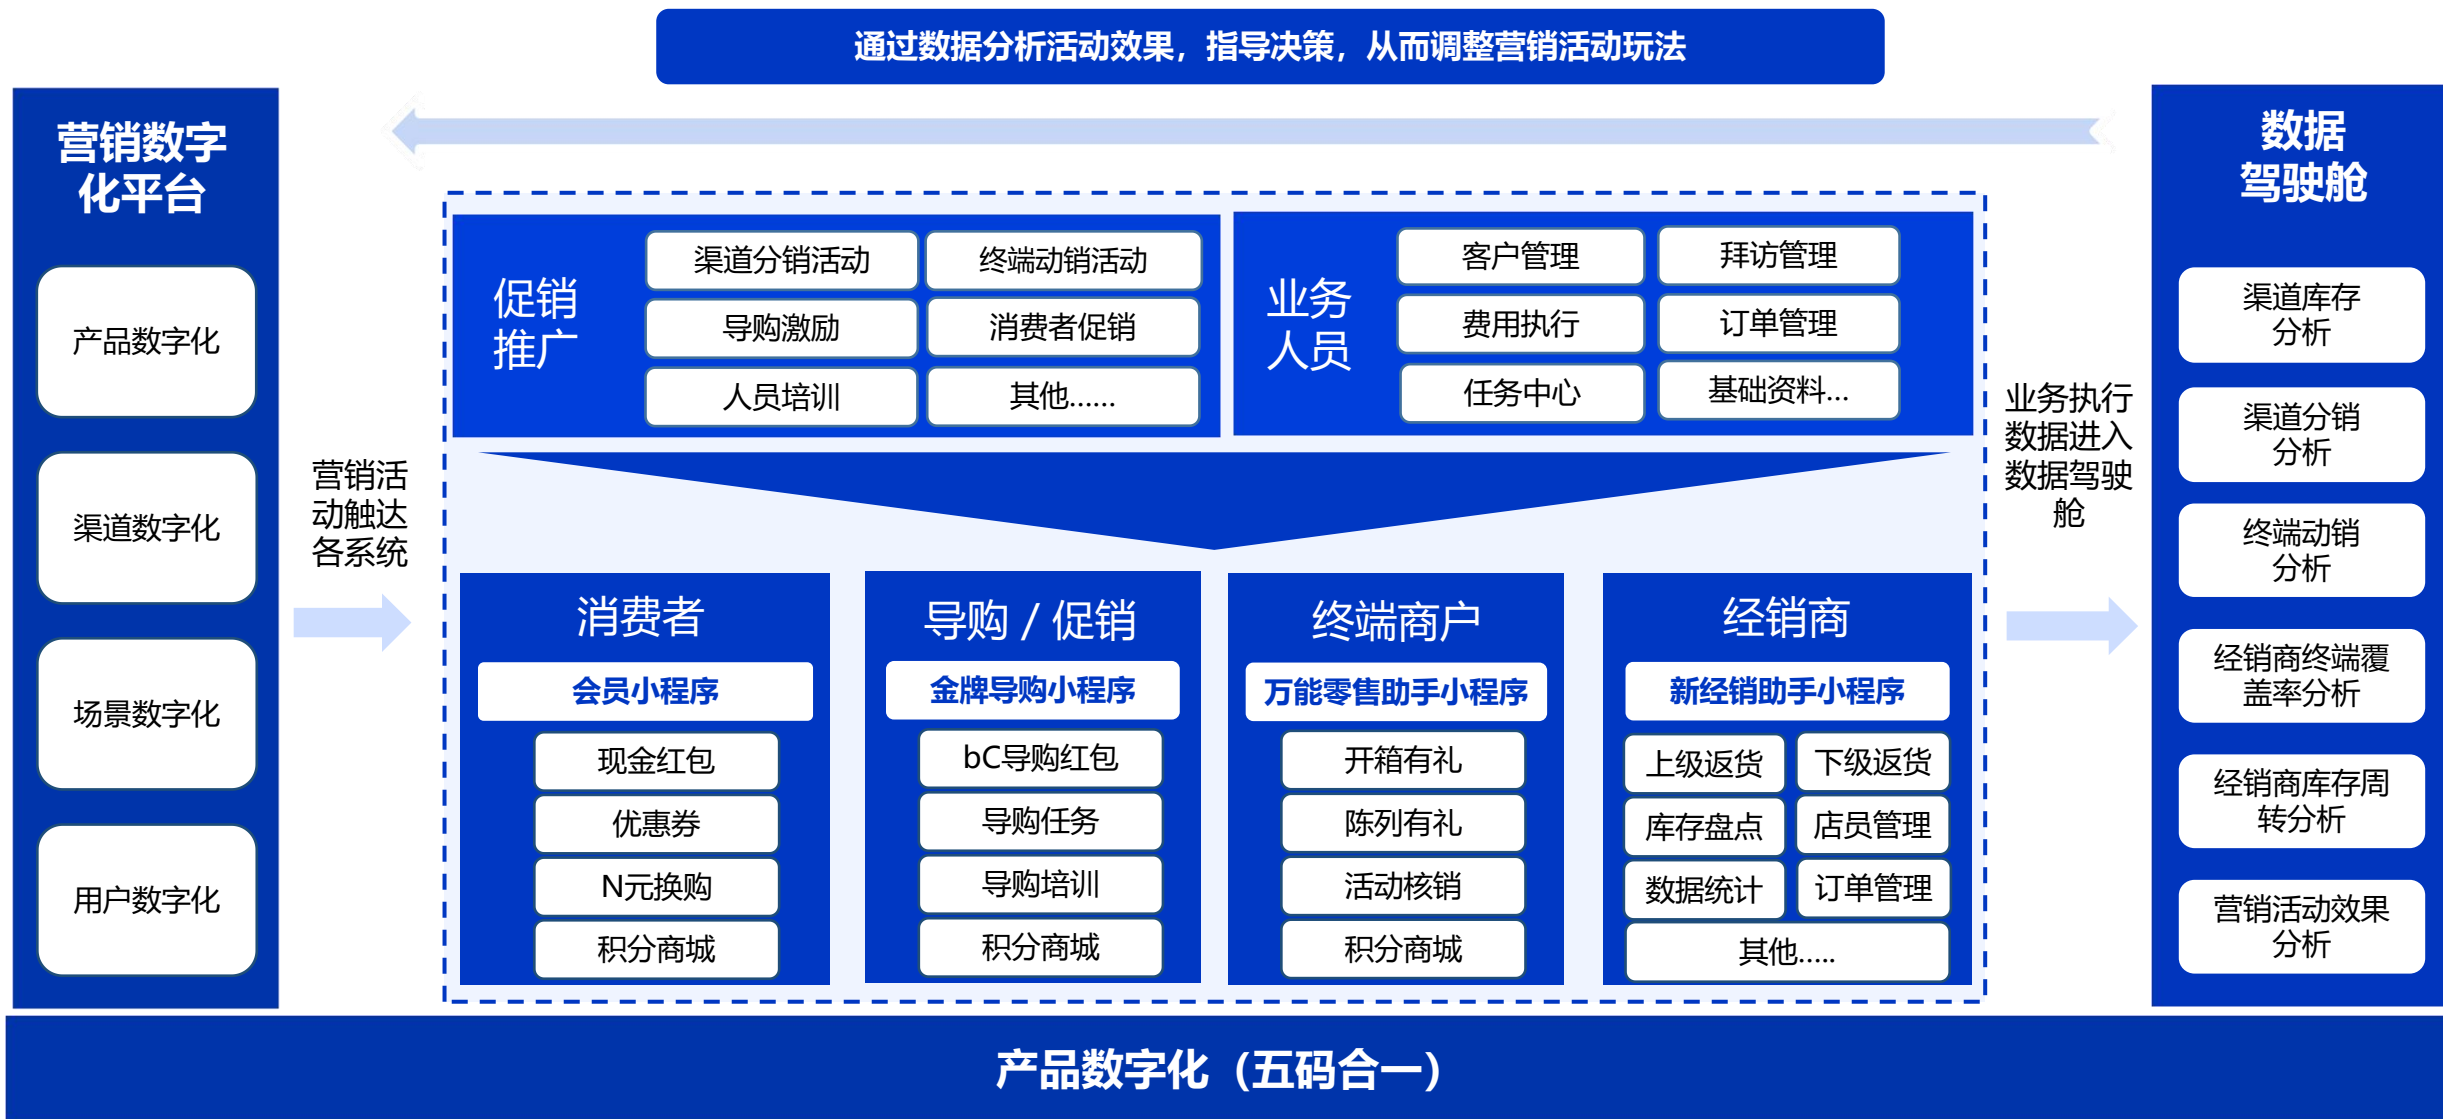 通过数据分析活动效果，指导决策，从而调整营销活动玩法
营销数字
化平台
产品数字化
渠道数字化
场景数字化
用户数字化
营销活
动触达
各系统
促销
推广
渠道分销活动
终端动销活动
导购激励
消费者促销
人员培训
其他……
业务
人员
客户管理
拜访管理
费用执行
订单管理
任务中心
基础资料...
消费者
会员小程序
现金红包
优惠券
N元换购
积分商城
导购 / 促销
金牌导购小程序
bC导购红包
导购任务
导购培训
积分商城
终端商户
万能零售助手小程序
开箱有礼
陈列有礼
活动核销
积分商城
经销商
新经销助手小程序
上级返货
下级返货
库存盘点
店员管理
数据统计
订单管理
其他.....
业务执行
数据进入
数据驾驶
舱
数据
驾驶舱
渠道库存
分析
渠道分销
分析
终端动销
分析
经销商终端覆
盖率分析
经销商库存周
转分析
营销活动效果
分析
产品数字化（五码合一）